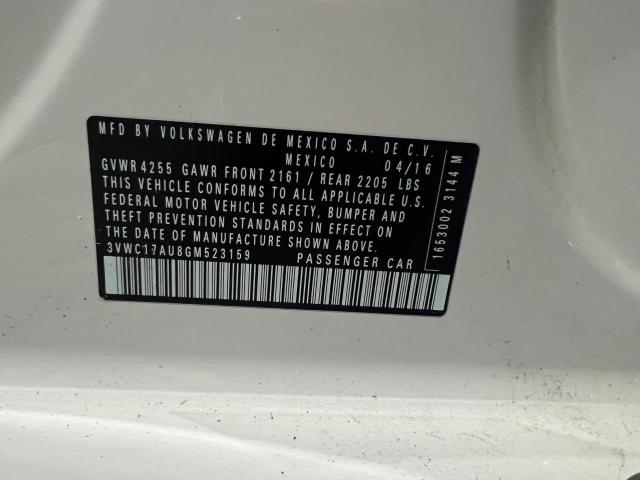 MFD BY VOLKSWAGEN DE MEXICO S.A. DE C.V.
MEXICO 04/16
GVWR 4255 GAWR FRONT 2161 / REAR 2205 LBS
THIS VEHICLE CONFORMS TO ALL APPLICABLE U.S.
FEDERAL MOTOR VEHICLE SAFETY, BUMPER AND
THEFT PREVENTION STANDARDS IN EFFECT ON
THE DATE OF MANUFACTURE SHOWN ABOVE.
3VWC17AU8GM523159 PASSENGER CAR
1653002 3144 M